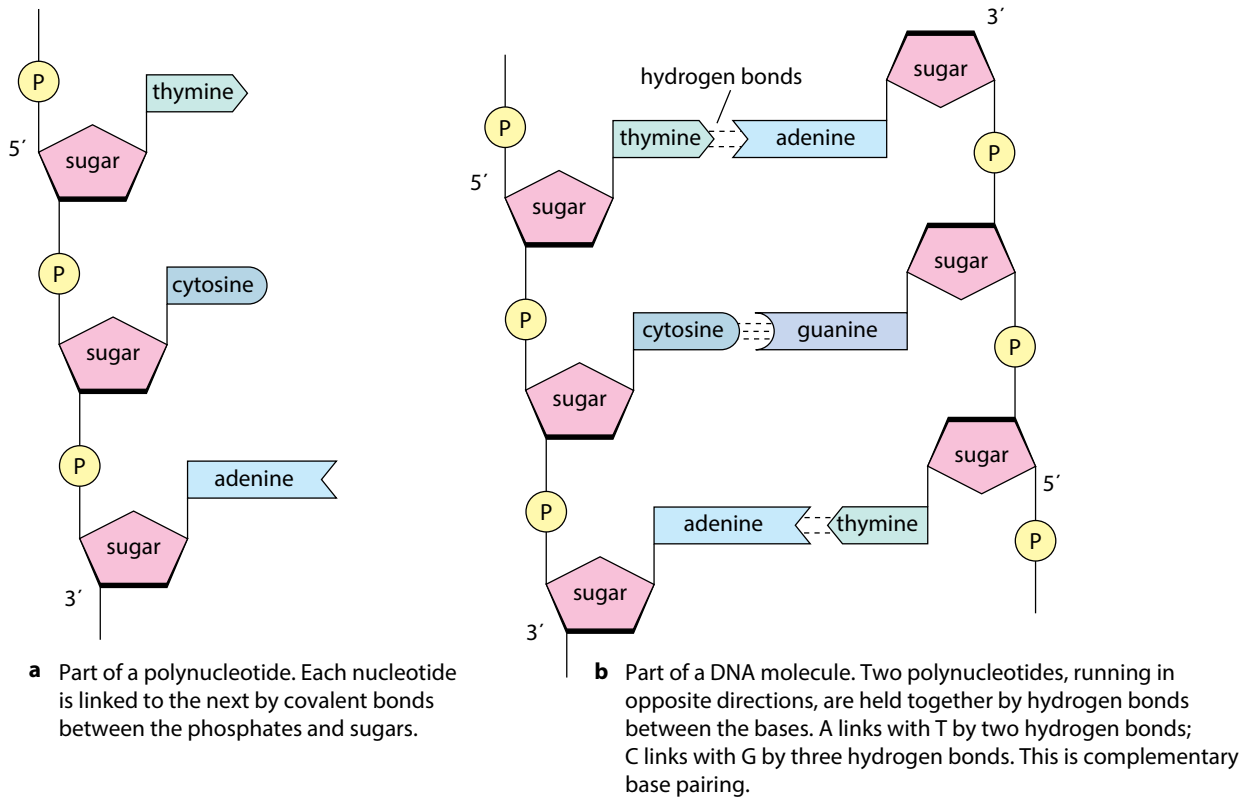 P
thymine
5´
sugar
P
cytosine
sugar
P
adenine
sugar
3´
a Part of a polynucleotide. Each nucleotide
is linked to the next by covalent bonds
between the phosphates and sugars.
3´
sugar
hydrogen bonds
P
thymine
adenine
P
5´
sugar
sugar
P
cytosine
guanine
P
sugar
sugar
5´
P
adenine
thymine
P
sugar
3´
b Part of a DNA molecule. Two polynucleotides, running in
opposite directions, are held together by hydrogen bonds
between the bases. A links with T by two hydrogen bonds;
C links with G by three hydrogen bonds. This is complementary
base pairing.